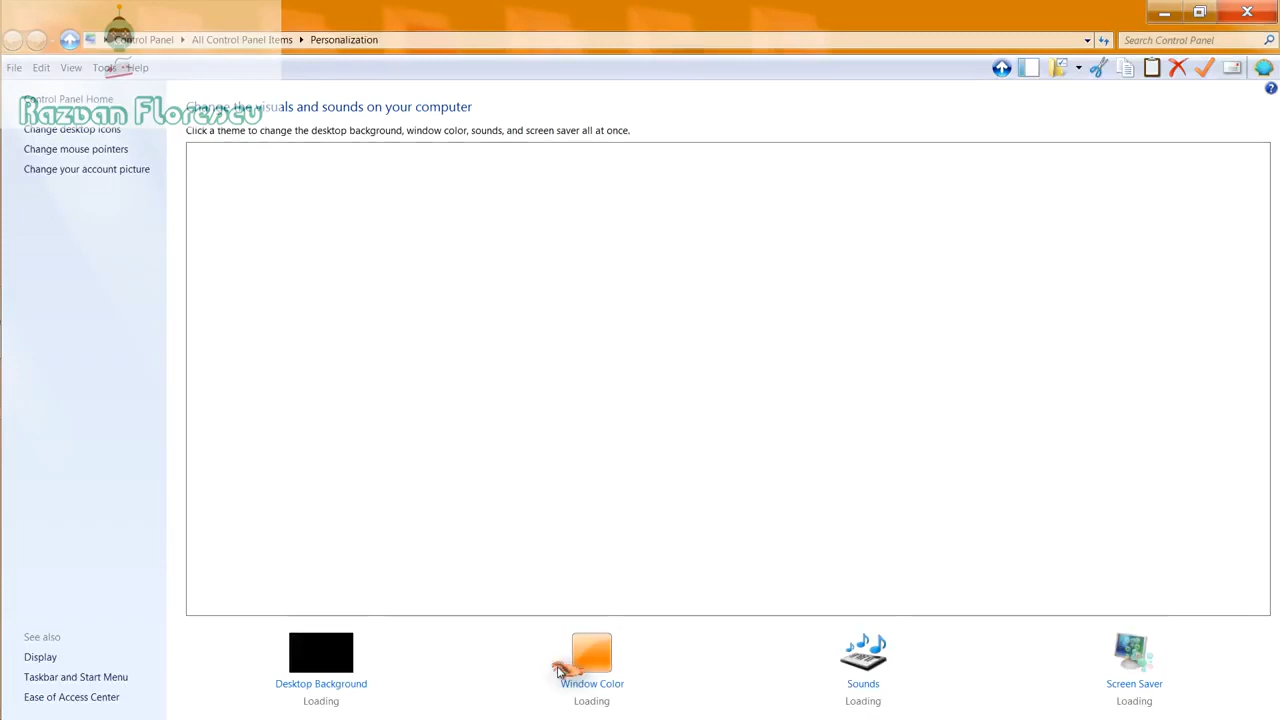 Control Panel All Control Panel Items Personalization Search Control Panel
File Edit View Tools Help
Control Panel Home
Razvan Florescu
Change the visuals and sounds on your computer
Change desktop icons
Click a theme to change the desktop background, window color, sounds, and screen saver all at once.
Change mouse pointers
Change your account picture
See also
Display
Taskbar and Start Menu
Ease of Access Center
Desktop Background
Loading
Window Color
Loading
Sounds
Loading
Screen Saver
Loading